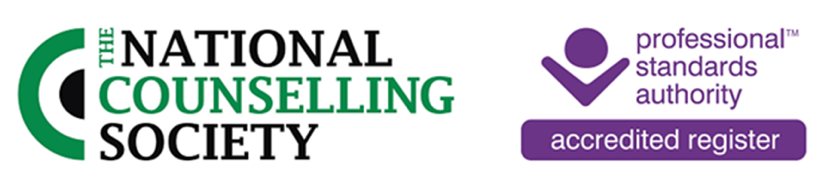 THE NATIONAL
COUNSELLING
SOCIETY
professional™
standards
authority
accredited register